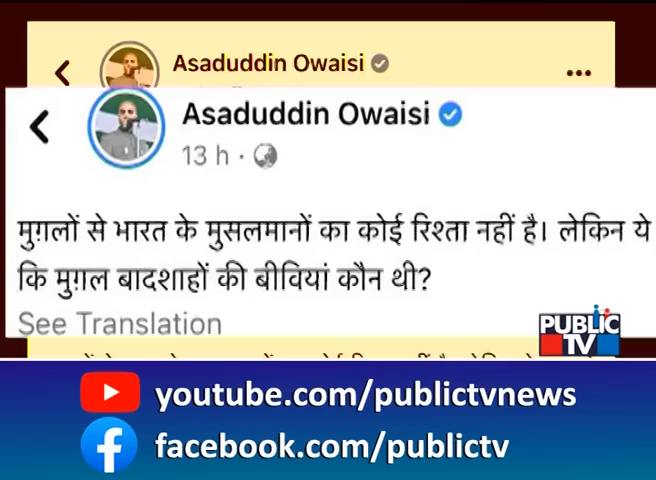 Asaduddin Owaisi
Asaduddin Owaisi
13 h ·
मुग़लों से भारत के मुसलमानों का कोई रिश्ता नहीं है। लेकिन ये
कि मुग़ल बादशाहों की बीवियां कौन थी?
See Translation
PUBLIC
TV
youtube.com/publictvnews
facebook.com/publictv